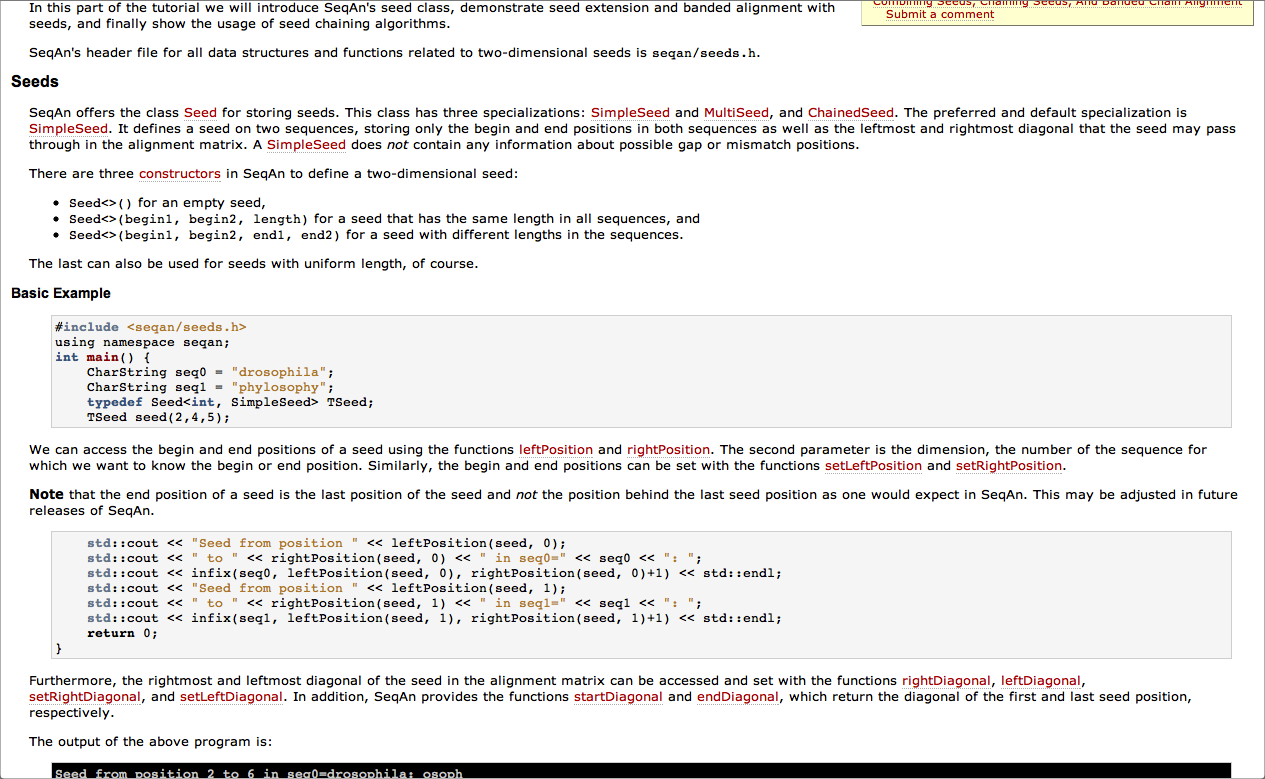 In this part of the tutorial we will introduce SeqAn's seed class, demonstrate seed extension and banded alignment with
seeds, and finally show the usage of seed chaining algorithms.
Combining Seeds, Chaining Seeds, And Banded Chain Alignment
Submit a comment
SeqAn's header file for all data structures and functions related to two-dimensional seeds is seqan/seeds.h.
Seeds
SeqAn offers the class Seed for storing seeds. This class has three specializations: SimpleSeed and MultiSeed, and ChainedSeed. The preferred and default specialization is
SimpleSeed. It defines a seed on two sequences, storing only the begin and end positions in both sequences as well as the leftmost and rightmost diagonal that the seed may pass
through in the alignment matrix. A SimpleSeed does not contain any information about possible gap or mismatch positions.
There are three constructors in SeqAn to define a two-dimensional seed:
• Seed<>() for an empty seed,
• Seed<>(begin1, begin2, length) for a seed that has the same length in all sequences, and
• Seed<>(begin1, begin2, end1, end2) for a seed with different lengths in the sequences.
The last can also be used for seeds with uniform length, of course.
Basic Example
#include <seqan/seeds.h>
using namespace seqan;
int main() {
    CharString seq0 = "drosophila";
    CharString seq1 = "phylosophy";
    typedef Seed<int, SimpleSeed> TSeed;
    TSeed seed(2,4,5);
We can access the begin and end positions of a seed using the functions leftPosition and rightPosition. The second parameter is the dimension, the number of the sequence for
which we want to know the begin or end position. Similarly, the begin and end positions can be set with the functions setLeftPosition and setRightPosition.
Note that the end position of a seed is the last position of the seed and not the position behind the last seed position as one would expect in SeqAn. This may be adjusted in future
releases of SeqAn.
    std::cout << "Seed from position " << leftPosition(seed, 0);
    std::cout << " to " << rightPosition(seed, 0) << " in seq0=" << seq0 << ": ";
    std::cout << infix(seq0, leftPosition(seed, 0), rightPosition(seed, 0)+1) << std::endl;
    std::cout << "Seed from position " << leftPosition(seed, 1);
    std::cout << " to " << rightPosition(seed, 1) << " in seq1=" << seq1 << ": ";
    std::cout << infix(seq1, leftPosition(seed, 1), rightPosition(seed, 1)+1) << std::endl;
    return 0;
}
Furthermore, the rightmost and leftmost diagonal of the seed in the alignment matrix can be accessed and set with the functions rightDiagonal, leftDiagonal,
setRightDiagonal, and setLeftDiagonal. In addition, SeqAn provides the functions startDiagonal and endDiagonal, which return the diagonal of the first and last seed position,
respectively.
The output of the above program is:
Seed from position 2 to 6 in seq0=drosophila: osoph